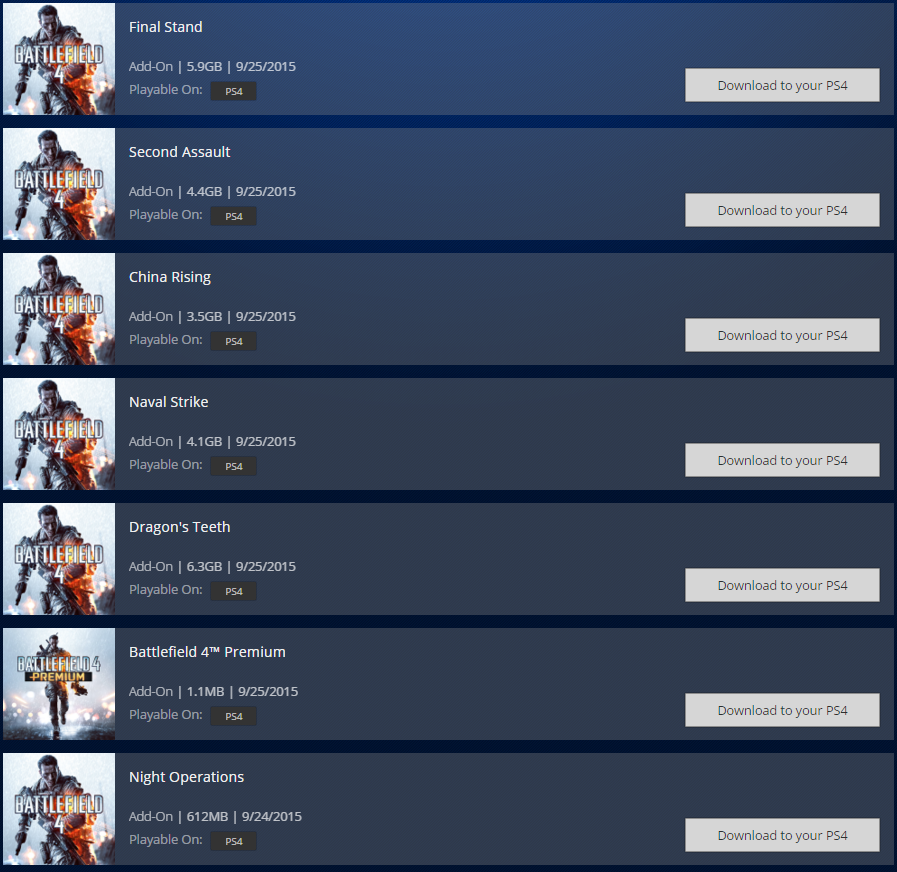 BATTLEFIELD
4
Final Stand
Add-On | 5.9GB | 9/25/2015
Playable On: PS4
Download to your PS4
BATTLEFIELD
4
Second Assault
Add-On | 4.4GB | 9/25/2015
Playable On: PS4
Download to your PS4
BATTLEFIELD
4
China Rising
Add-On | 3.5GB | 9/25/2015
Playable On: PS4
Download to your PS4
BATTLEFIELD
4
Naval Strike
Add-On | 4.1GB | 9/25/2015
Playable On: PS4
Download to your PS4
BATTLEFIELD
4
Dragon's Teeth
Add-On | 6.3GB | 9/25/2015
Playable On: PS4
Download to your PS4
BATTLEFIELD 4
PREMIUM
Battlefield 4™ Premium
Add-On | 1.1MB | 9/25/2015
Playable On: PS4
Download to your PS4
BATTLEFIELD
4
Night Operations
Add-On | 612MB | 9/24/2015
Playable On: PS4
Download to your PS4